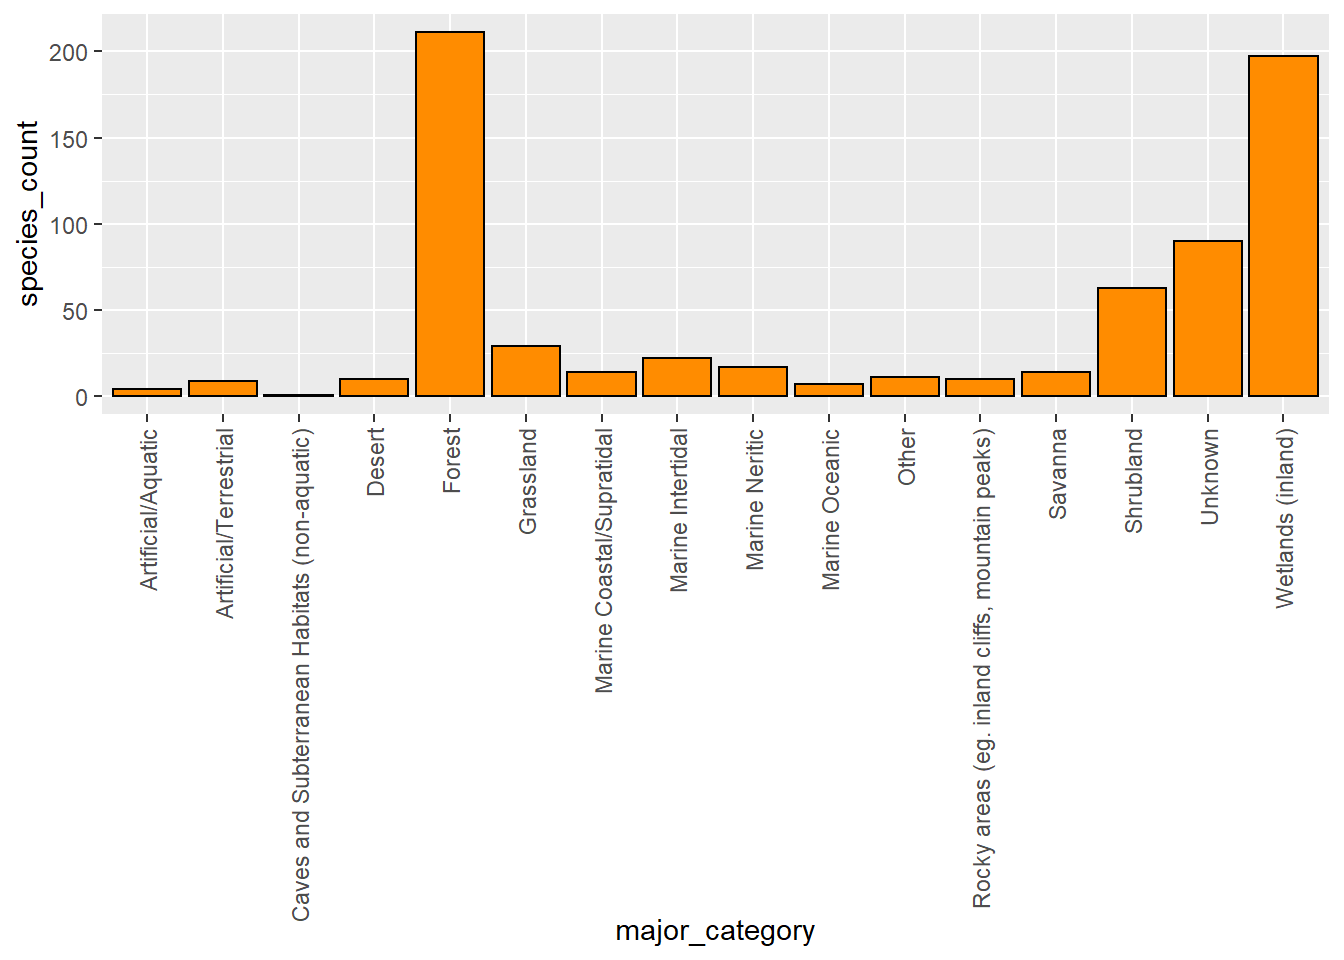 species_count
200
150
100
50
0
Artificial/Aquatic
Artificial/Terrestrial
Caves and Subterranean Habitats (non-aquatic)
Desert
Forest
Grassland
Marine Coastal/Supratidal
Marine Intertidal
Marine Neritic
Marine Oceanic
Other
Rocky areas (eg. inland cliffs, mountain peaks)
Savanna
Shrubland
Unknown
Wetlands (inland)
major_category